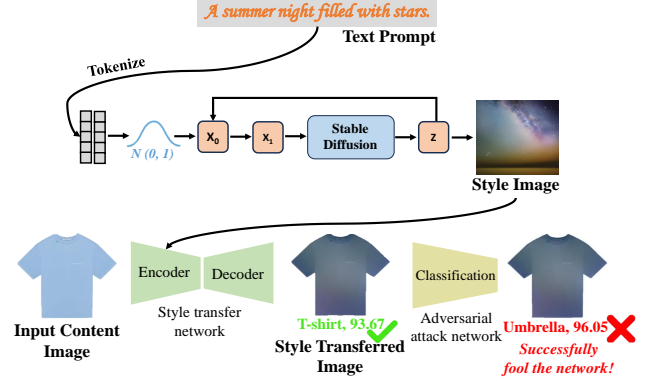 A summer night filled with stars.
Text Prompt
Tokenize
N (0, 1)
X0
X1
Stable
Diffusion
Z
Style Image
Encoder
Decoder
Classification
Style transfer
network
Input Content
Image
T-shirt, 93.67
Style Transferred
Image
Adversarial
attack network
Umbrella, 96.05
Successfully
fool the network!